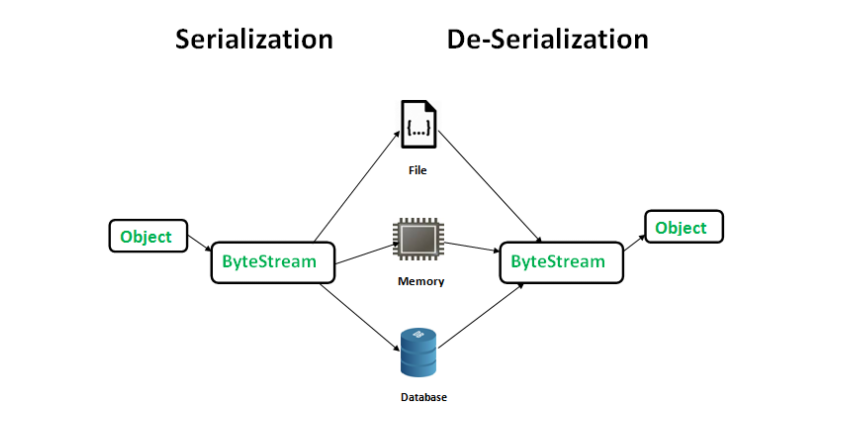 Serialization
De-Serialization
{...}
File
Object
Object
ByteStream
ByteStream
Memory
Database